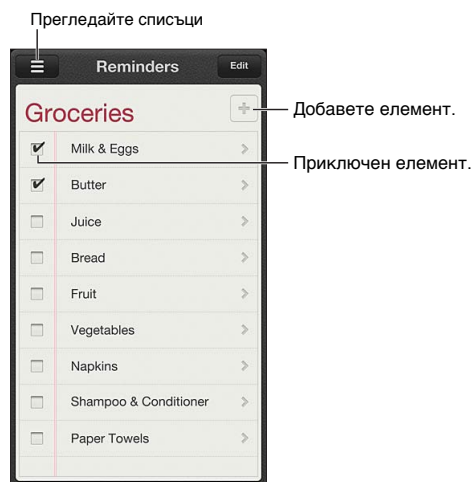 Прегледайте списъци
Reminders
Edit
Groceries
Добавете елемент.
Milk & Eggs
Приключен елемент.
Butter
Juice
Bread
Fruit
Vegetables
Napkins
Shampoo & Conditioner
Paper Towels